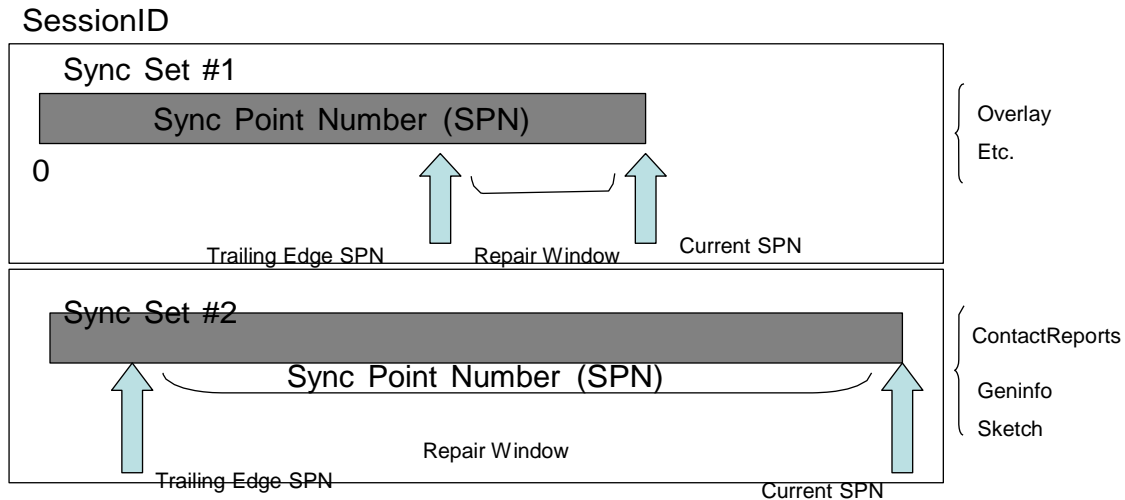 SessionID
Sync Set #1
Sync Point Number (SPN)
0
Trailing Edge SPN
Repair Window
Current SPN
Overlay
Etc.
Sync Set #2
Sync Point Number (SPN)
Repair Window
Trailing Edge SPN
Current SPN
ContactReports
Geninfo
Sketch